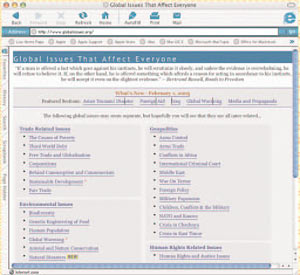 Global Issues That Affect Everyone
Back Forward Stop Refresh Home AutoFill Print Mail
Address http://www.globalissues.org/
Live Home Page Apple Apple Support Apple Store Mac OS X Microsoft MacTopia Office for Macintosh
Favorites
History
Search
Scrapbook
Page Holder
Global Issues That Affect Everyone
"If a man is offered a fact which goes against his instincts, he will scrutinize it closely, and unless the evidence is overwhelming, he
will refuse to believe it. If, on the other hand, he is offered something which affords a reason for acting in accordance to his instincts,
he will accept it even on the slightest evidence." — Bertrand Russell, Roads to Freedom
What's New - February 2, 2005
Featured Section: Asian Tsunami Disaster Foreign Aid Iraq Global Warming Media and Propaganda
The following global issues may seem separate, but hopefully you will see that they are all inter-related..
Trade Related Issues
The Causes of Poverty
Third World Debt
Free Trade and Globalization
Corporations
Behind Consumption and Consumerism
Sustainable Development
Fair Trade
Environmental Issues
Biodiversity
Genetic Engineering of Food
Human Population
Global Warming
Animal and Nature Conservation
Natural Disasters
Geopolitics
Arms Control
Arms Trade
Conflicts in Africa
International Criminal Court
Middle East
War On Terror
Foreign Policy
Military Expansion
Children, Conflicts & the Military
NATO and Kosovo
Crisis in Chechnya
Crisis in East Timor
Human Rights Related Issues
Human Rights and Justice Issues
Internet zone